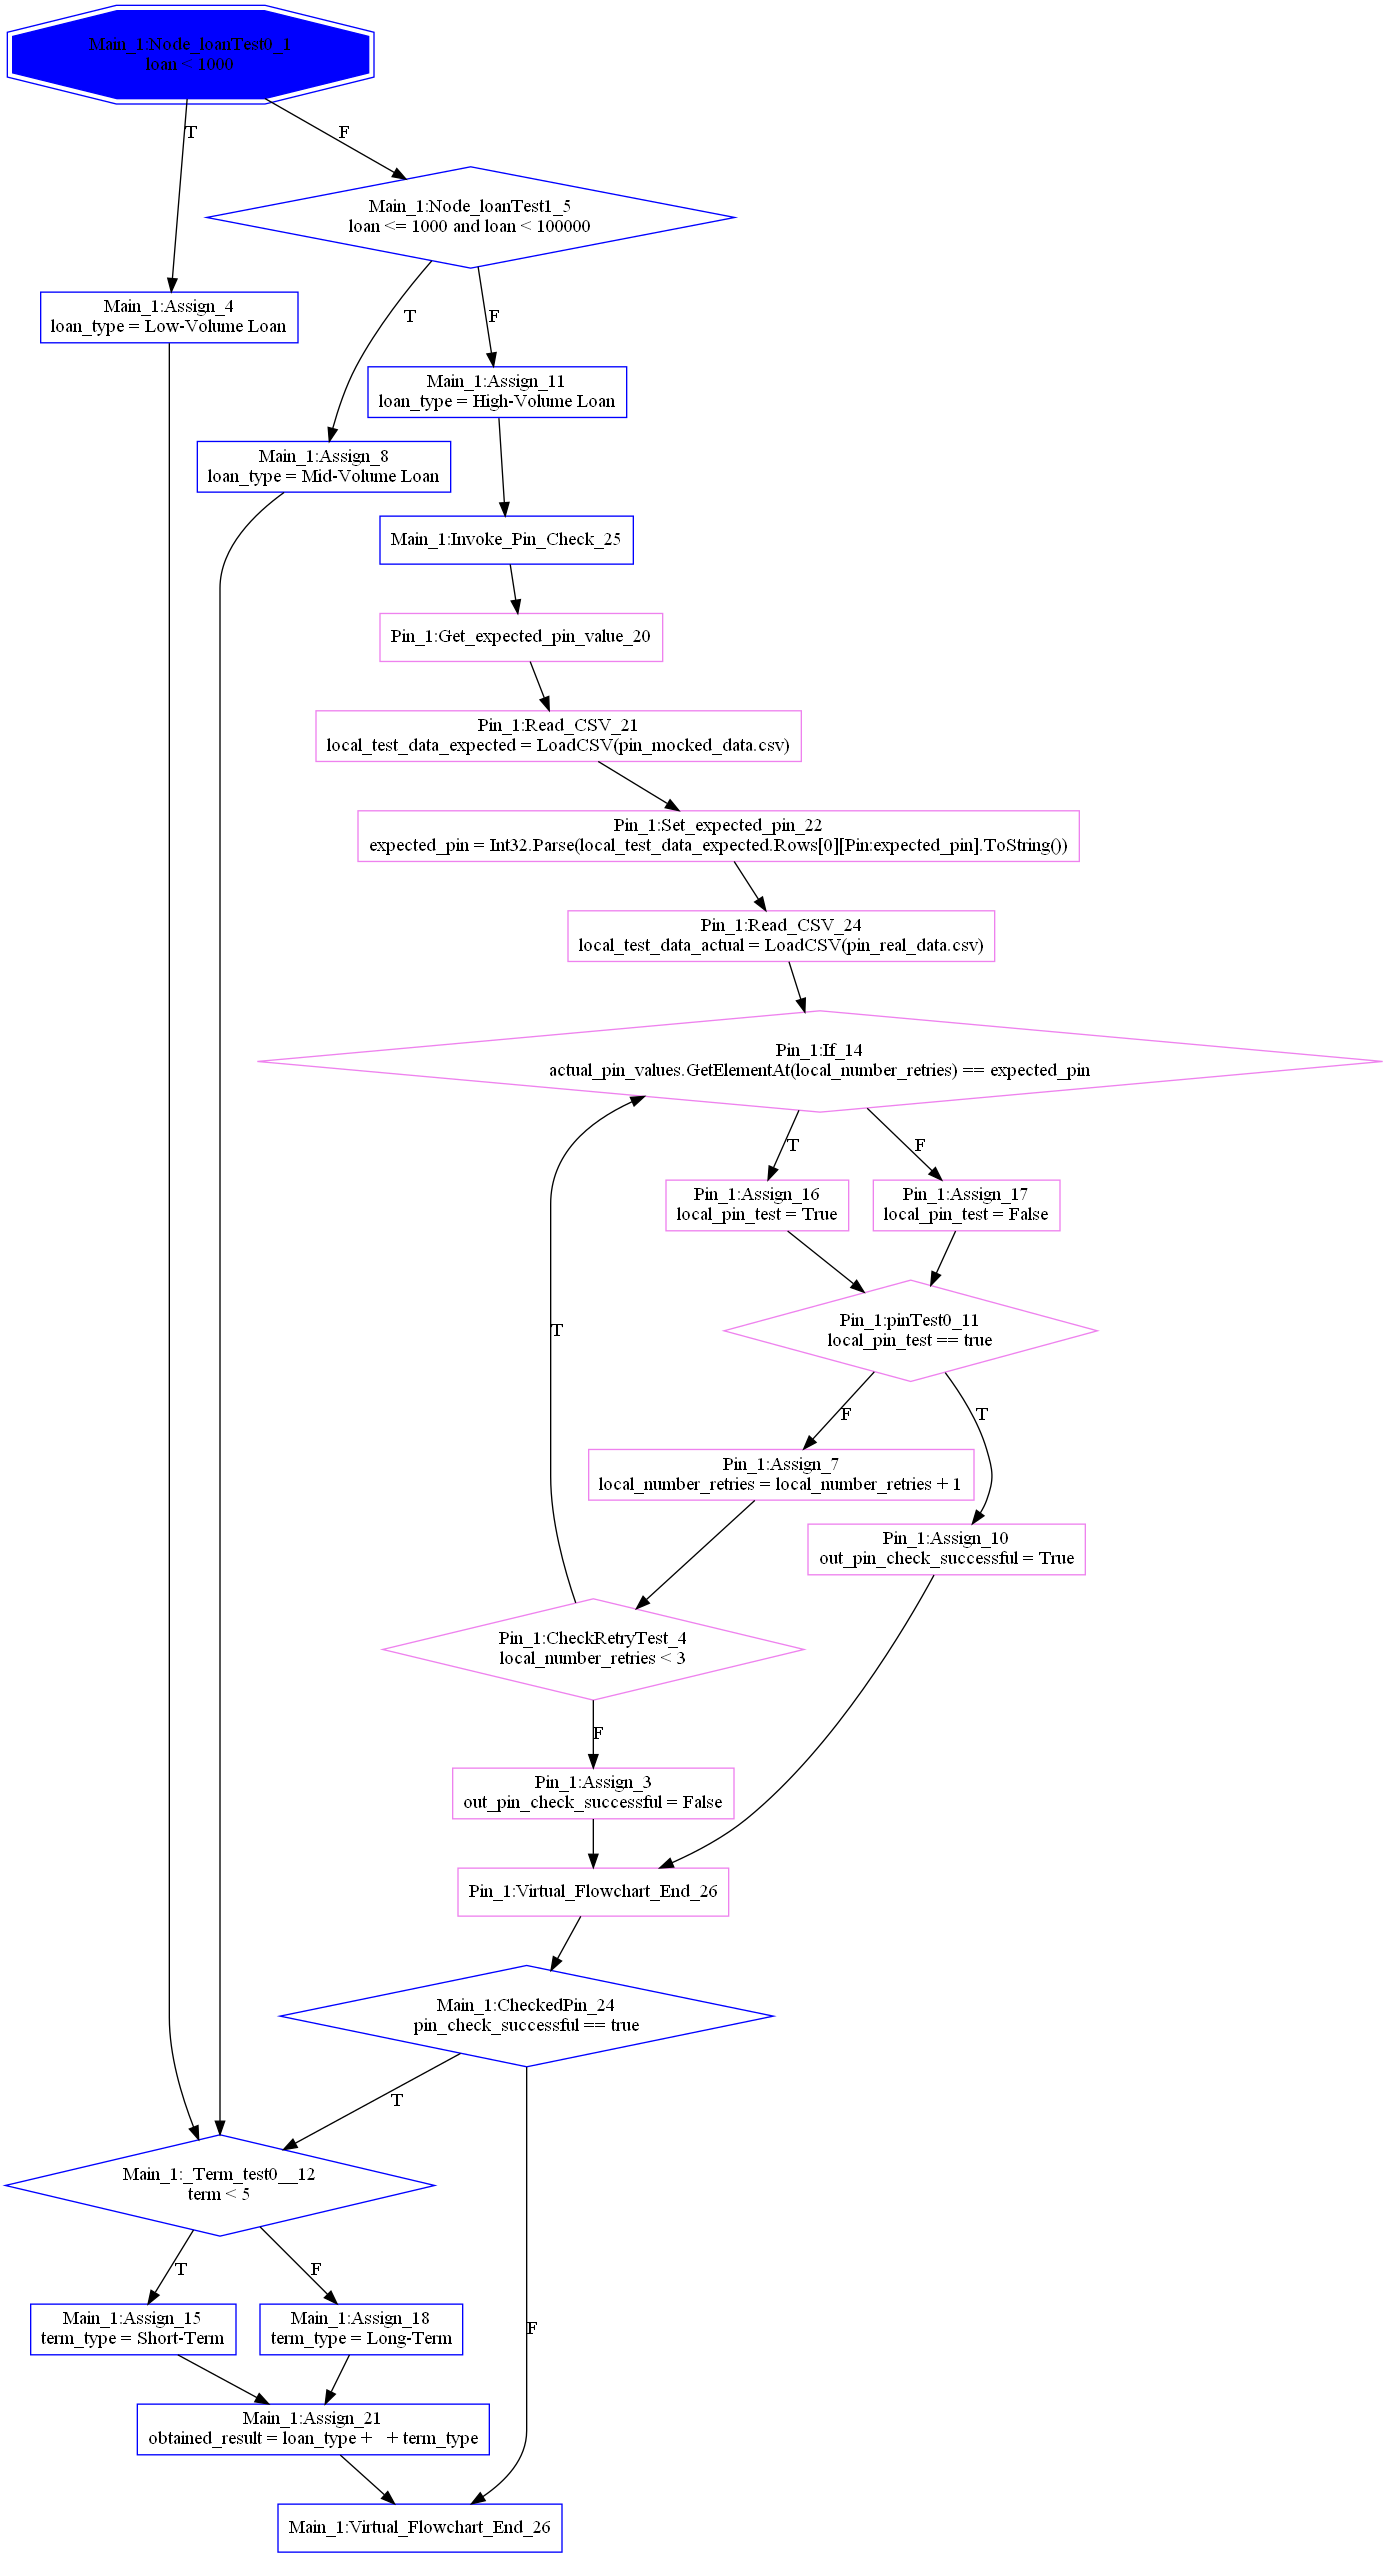 Main_1:Node_loanTest0_1
loan < 1000
T
F
Main_1:Node_loanTest1_5
loan <= 1000 and loan < 100000
Main_1:Assign_4
loan_type = Low-Volume Loan
T
F
Main_1:Assign_11
loan_type = High-Volume Loan
Main_1:Assign_8
loan_type = Mid-Volume Loan
Main_1:Invoke_Pin_Check_25
Pin_1:Get_expected_pin_value_20
Pin_1:Read_CSV_21
local_test_data_expected = LoadCSV(pin_mocked_data.csv)
Pin_1:Set_expected_pin_22
expected_pin = Int32.Parse(local_test_data_expected.Rows[0][Pin:expected_pin].ToString())
Pin_1:Read_CSV_24
local_test_data_actual = LoadCSV(pin_real_data.csv)
Pin_1:If_14
actual_pin_values.GetElementAt(local_number_retries) == expected_pin
T
F
Pin_1:Assign_16
local_pin_test = True
Pin_1:Assign_17
local_pin_test = False
T
Pin_1:pinTest0_11
local_pin_test == true
F
T
Pin_1:Assign_7
local_number_retries = local_number_retries + 1
Pin_1:Assign_10
out_pin_check_successful = True
Pin_1:CheckRetryTest_4
local_number_retries < 3
F
Pin_1:Assign_3
out_pin_check_successful = False
Pin_1:Virtual_Flowchart_End_26
Main_1:CheckedPin_24
pin_check_successful == true
T
Main_1:_Term_test0__12
term < 5
T
F
Main_1:Assign_15
term_type = Short-Term
Main_1:Assign_18
term_type = Long-Term
F
Main_1:Assign_21
obtained_result = loan_type +  + term_type
Main_1:Virtual_Flowchart_End_26